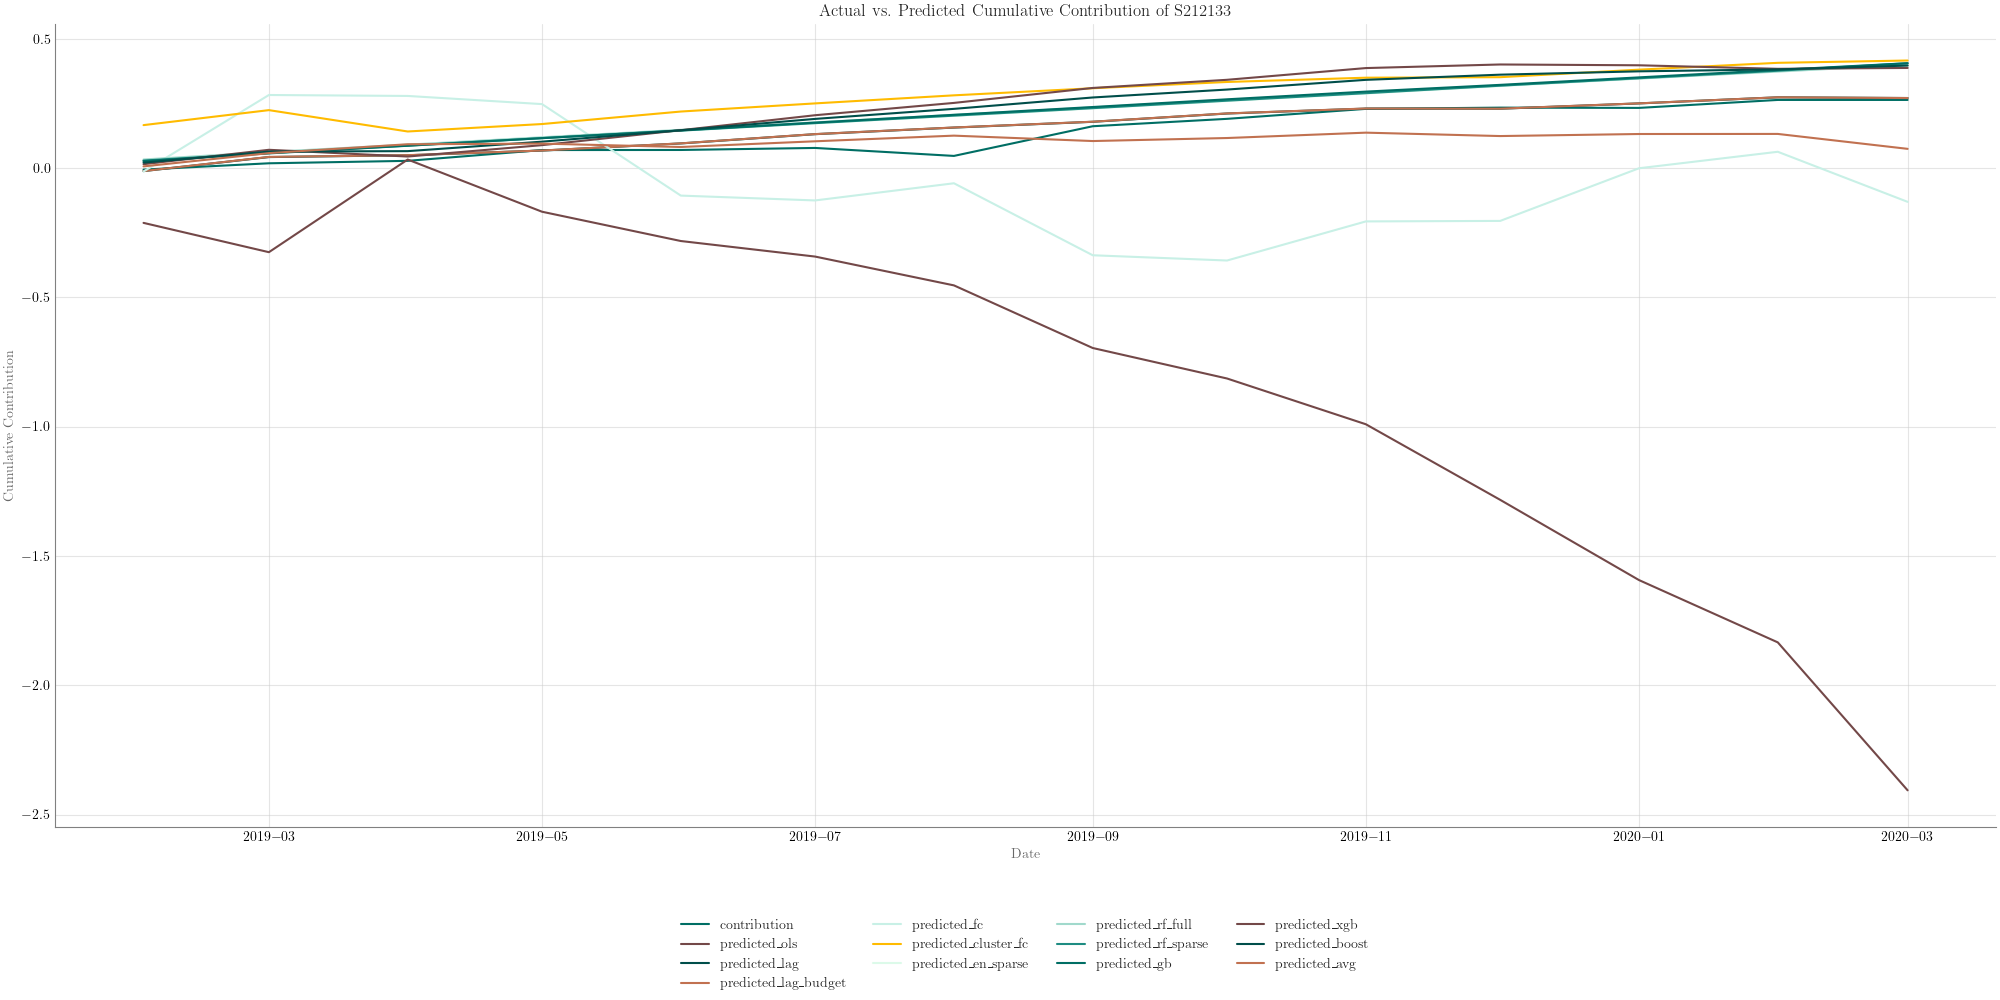 Actual vs. Predicted Cumulative Contribution of S212133
Cumulative Contribution
0.5
0.0
−0.5
−1.0
−1.5
−2.0
−2.5
2019−03 2019−05 2019−07 2019−09 2019−11 2020−01 2020−03
Date
contribution predicted_fc predicted_rf_full predicted_xgb
predicted_ols predicted_cluster_fc predicted_rf_sparse predicted_boost
predicted_lag predicted_en_sparse predicted_gb predicted_avg
predicted_lag_budget